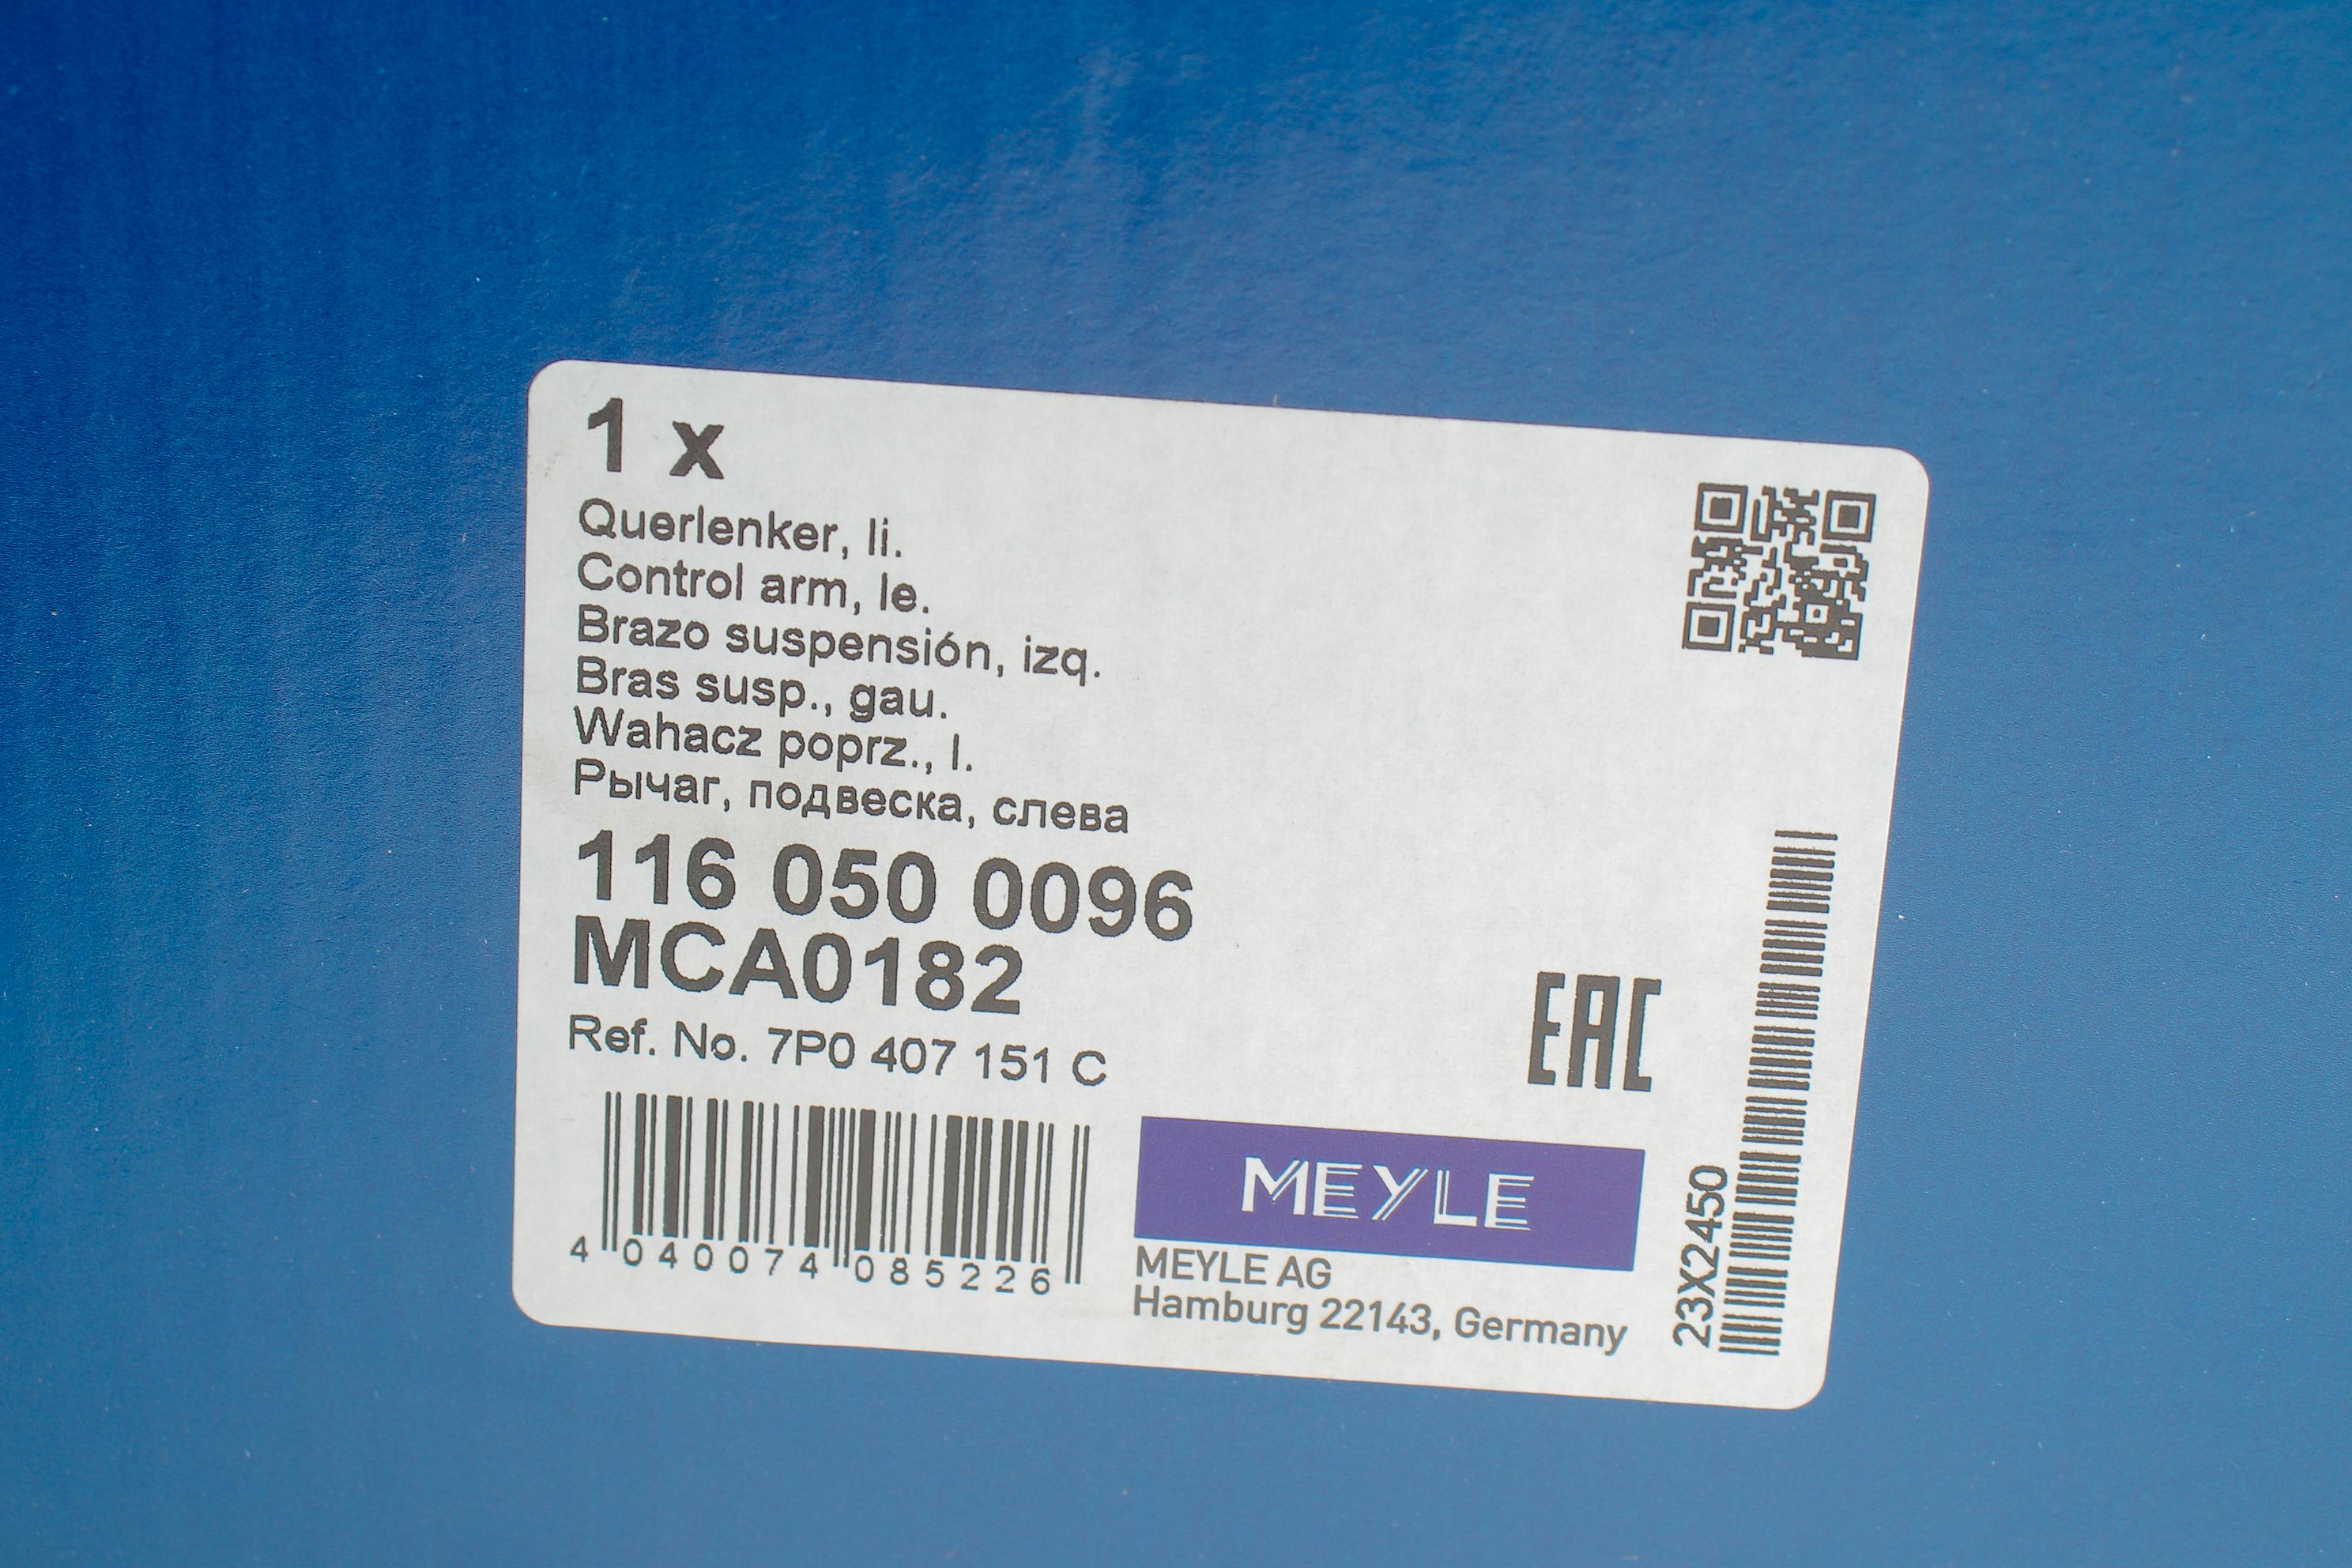 1 x
Querlenker, li.
Control arm, le.
Brazo suspensión, izq.
Bras susp., gau.
Wahacz poprz., l.
Рычаг, подвеска, слева
116 050 0096
MCA0182
Ref. No. 7P0 407 151 C
EAC
4 040074 085226
MEYLE
MEYLE AG
Hamburg 22143, Germany
23X2450